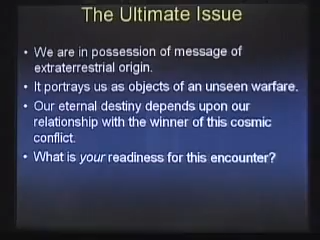 The Ultimate Issue
• We are in possession of message of
extraterrestrial origin.
• It portrays us as objects of an unseen warfare.
• Our eternal destiny depends upon our
relationship with the winner of this cosmic
conflict.
• What is your readiness for this encounter?